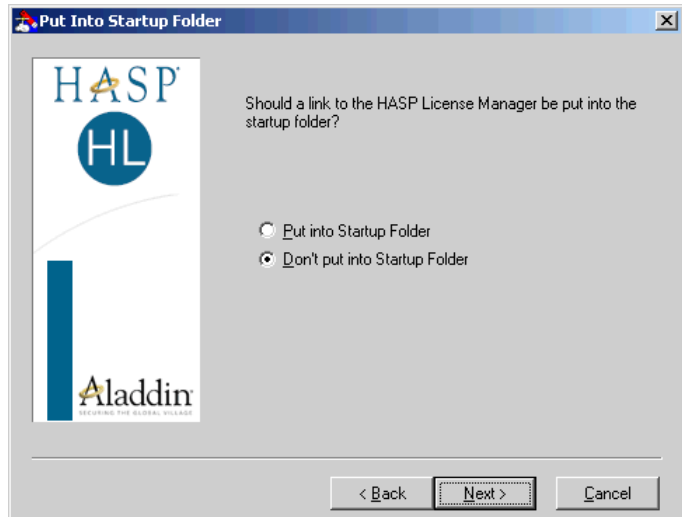 Put Into Startup Folder
HASP
HL
Should a link to the HASP License Manager be put into the
startup folder?
Put into Startup Folder
Don't put into Startup Folder
Aladdin
SECURING THE GLOBAL VILLAGE
< Back
Next >
Cancel